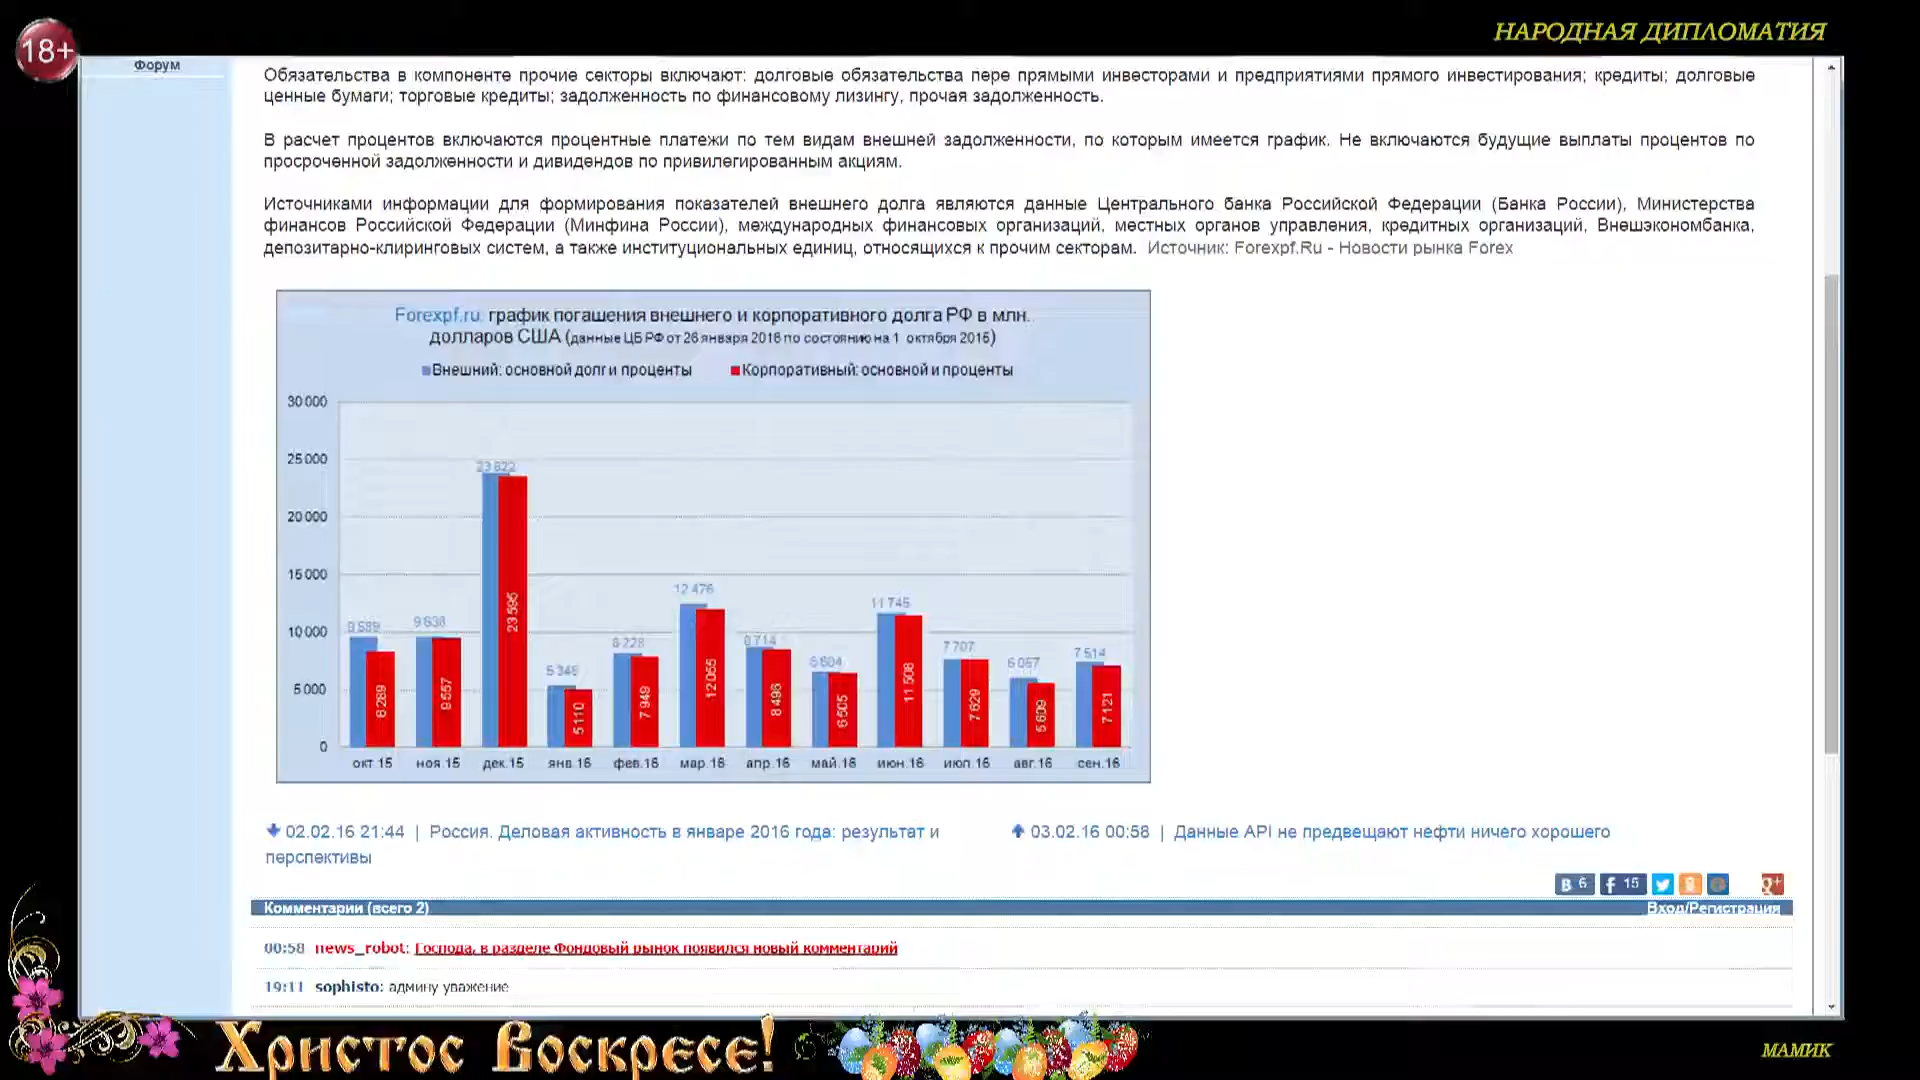 18+
НАРОДНАЯ ДИПЛОМАТИЯ
Форум
Обязательства в компоненте прочие секторы включают: долговые обязательства пере прямыми инвесторами и предприятиями прямого инвестирования; кредиты; долговые
ценные бумаги; торговые кредиты; задолженность по финансовому лизингу, прочая задолженность.
В расчет процентов включаются процентные платежи по тем видам внешней задолженности, по которым имеется график. Не включаются будущие выплаты процентов по
просроченной задолженности и дивидендов по привилегированным акциям.
Источниками информации для формирования показателей внешнего долга являются данные Центрального банка Российской Федерации (Банка России), Министерства
финансов Российской Федерации (Минфина России), международных финансовых организаций, местных органов управления, кредитных организаций, Внешэкономбанка,
депозитарно-клиринговых систем, а также институциональных единиц, относящихся к прочим секторам. Источник: Forexpf.Ru - Новости рынка Forex
Forexpf.ru: график погашения внешнего и корпоративного долга РФ в млн.
долларов США (данные ЦБ РФ от 26 января 2016 по состоянию на 1 октября 2015)
Внешний: основной долг и проценты
Корпоративный: основной и проценты
30 000
25 000
20 000
15 000
10 000
5 000
0
9 638
23 822
5 346
8 228
12 476
8 714
6 604
11 745
7 707
6 067
7 514
9 557
23 595
5 110
7 949
12 055
8 496
6 505
11 508
7 629
5 609
7 121
окт 15
ноя.15
дек.15
янв.16
фев.16
мар.16
апр.16
май.16
июн.16
июл.16
авг.16
сен.16
02.02.16 21:44 | Россия. Деловая активность в январе 2016 года: результат и
перспективы
03.02.16 00:58 | Данные API не предвещают нефти ничего хорошего
В 6
f 15
g+
Комментарии (всего 2)
Вход/Регистрация
00:58 news_robot: Господа, в разделе Фондовый рынок появился новый комментарий
19:11 sophisto: админу уважение
Христос Воскресе!
МАМИК